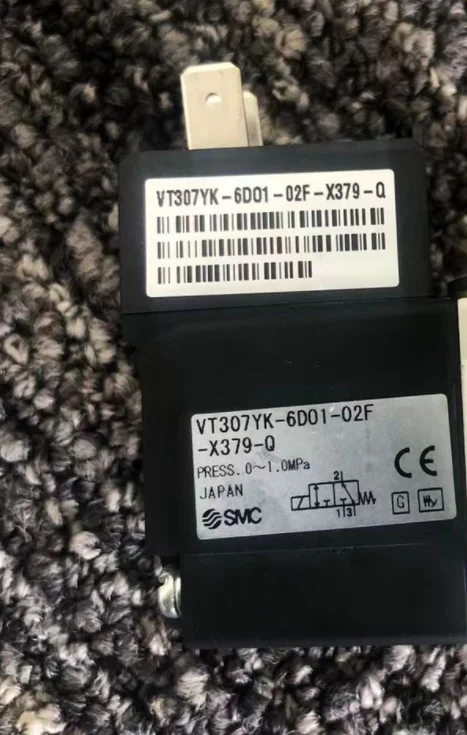 VT307YK-6D01-02F-X379-Q
VT307YK-6D01-02F
-X379-Q
PRESS. 0～1.0MPa
JAPAN
CE
2
1 3
G
SMC